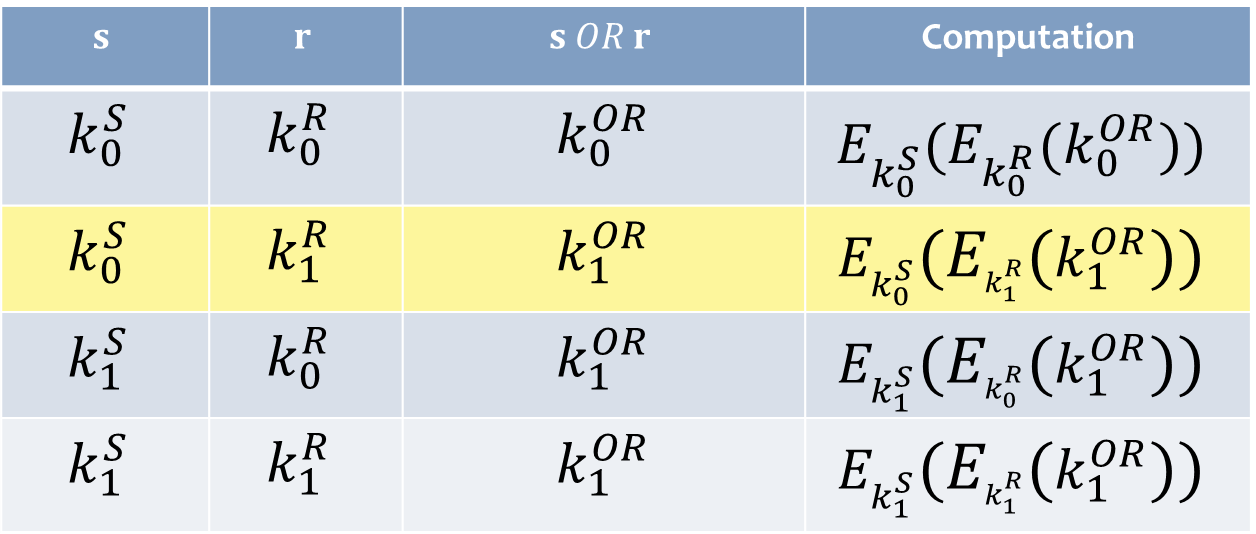 s r s OR r Computation
k_0^S k_0^R k_0^{OR} E_{k_0^S}(E_{k_0^R}(k_0^{OR}))
k_0^S k_1^R k_1^{OR} E_{k_0^S}(E_{k_1^R}(k_1^{OR}))
k_1^S k_0^R k_1^{OR} E_{k_1^S}(E_{k_0^R}(k_1^{OR}))
k_1^S k_1^R k_1^{OR} E_{k_1^S}(E_{k_1^R}(k_1^{OR}))